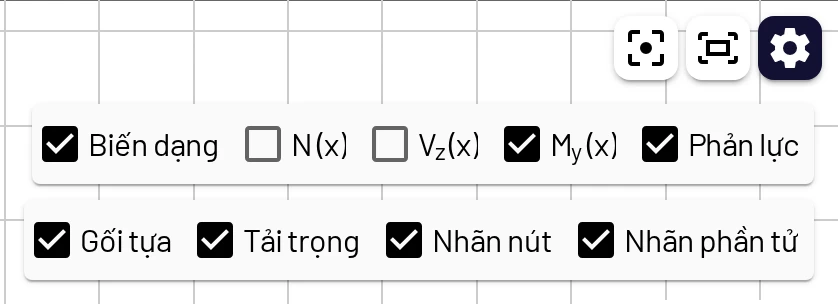 Biến dạng N(x) Vz(x) My(x) Phản lực
Gối tựa Tải trọng Nhãn nút Nhãn phần tử